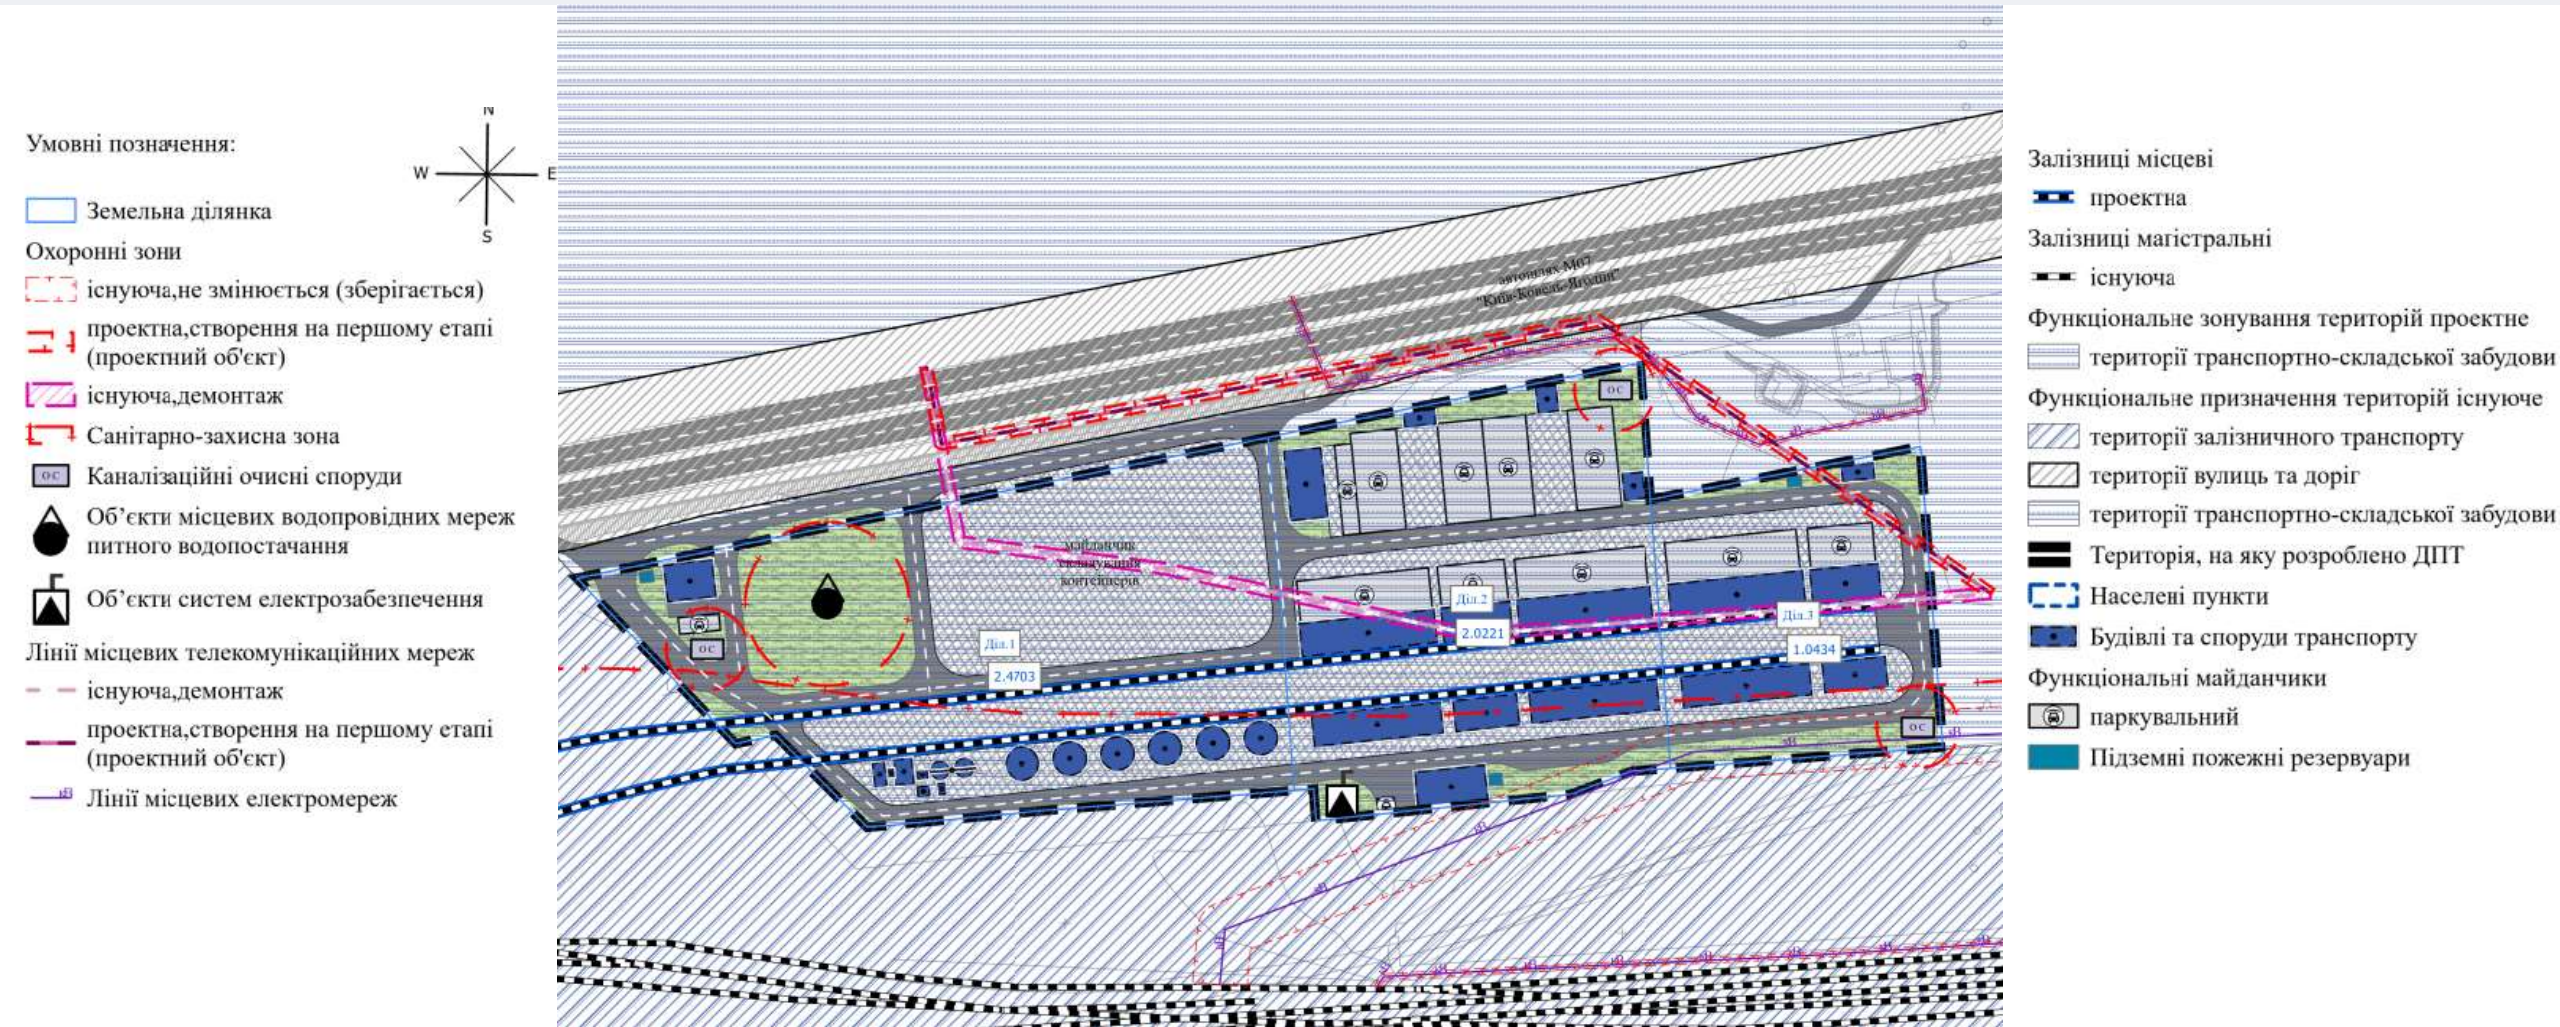 Умовні позначення:
N
W
E
S
Земельна ділянка
Охоронні зони
існуюча,не змінюється (зберігається)
проектна,створення на першому етапі
(проектний об'єкт)
існуюча,демонтаж
Санітарно-захисна зона
ос
Каналізаційні очисні споруди
Об’єкти місцевих водопровідних мереж
питного водопостачання
Об’єкти систем електрозабезпечення
Лінії місцевих телекомунікаційних мереж
існуюча,демонтаж
проектна,створення на першому етапі
(проектний об'єкт)
Лінії місцевих електромереж
автошлях М07
"Київ-Ковель-Ягодин"
ос
майданчик
складування
контейнерів
Діл.1
2.4703
Діл.2
2.0221
Діл.3
1.0434
ос
ос
Залізниці місцеві
проектна
Залізниці магістральні
існуюча
Функціональне зонування територій проектне
території транспортно-складської забудови
Функціональне призначення територій існуюче
території залізничного транспорту
території вулиць та доріг
території транспортно-складської забудови
Територія, на яку розроблено ДПТ
Населені пункти
Будівлі та споруди транспорту
Функціональні майданчики
паркувальний
Підземні пожежні резервуари